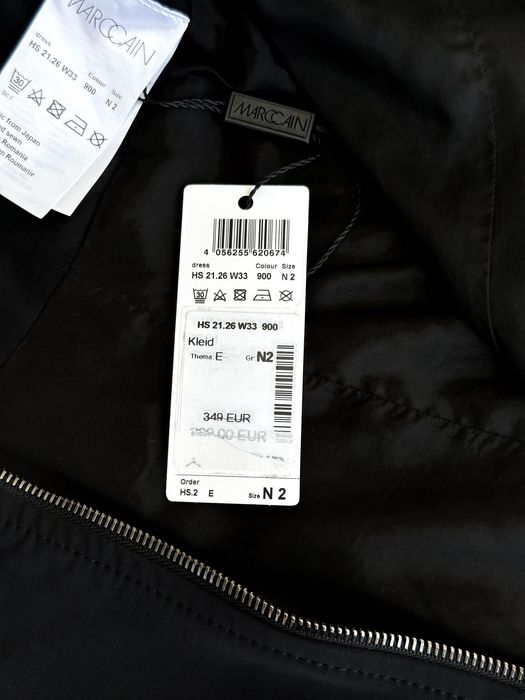 MARCCAIN
dress
Colour Size
HS 21.26 W33 900 N 2
30
ic from Japan
sewn
Romania
Roumanie
MARCCAIN
4 056255 620674
dress Colour Size
HS 21.26 W33 900 N 2
30
HS 21.26 W33 900
Kleid
Thema E Gr. N2
349 EUR
00 EUR
Order
HS.2 E Size N 2